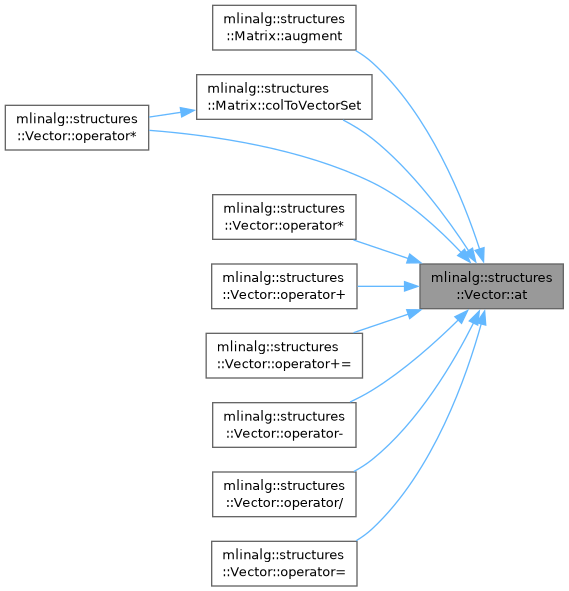 mlinalg::structures
::Matrix::augment
mlinalg::structures
::Matrix::colToVectorSet
mlinalg::structures
::Vector::operator*
mlinalg::structures
::Vector::operator*
mlinalg::structures
::Vector::operator+
mlinalg::structures
::Vector::at
mlinalg::structures
::Vector::operator+=
mlinalg::structures
::Vector::operator-
mlinalg::structures
::Vector::operator/
mlinalg::structures
::Vector::operator=